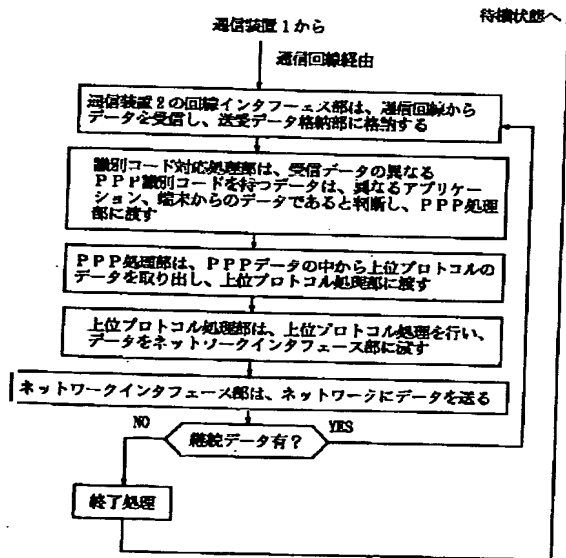 待機状態へ
通信装置1から
通信回線経由
通信装置2の回線インタフェース部は、通信回線から
データを受信し、送受データ格納部に格納する
識別コード対応処理部は、受信データの異なる
PPP識別コードを持つデータは、異なるアプリケー
ション、端末からのデータであると判断し、PPP処理
部に渡す
PPP処理部は、PPPデータの中から上位プロトコルの
データを取り出し、上位プロトコル処理部に渡す
上位プロトコル処理部は、上位プロトコル処理を行い、
データをネットワークインタフェース部に渡す
ネットワークインタフェース部は、ネットワークにデータを送る
NO
継続データ有?
YES
終了処理